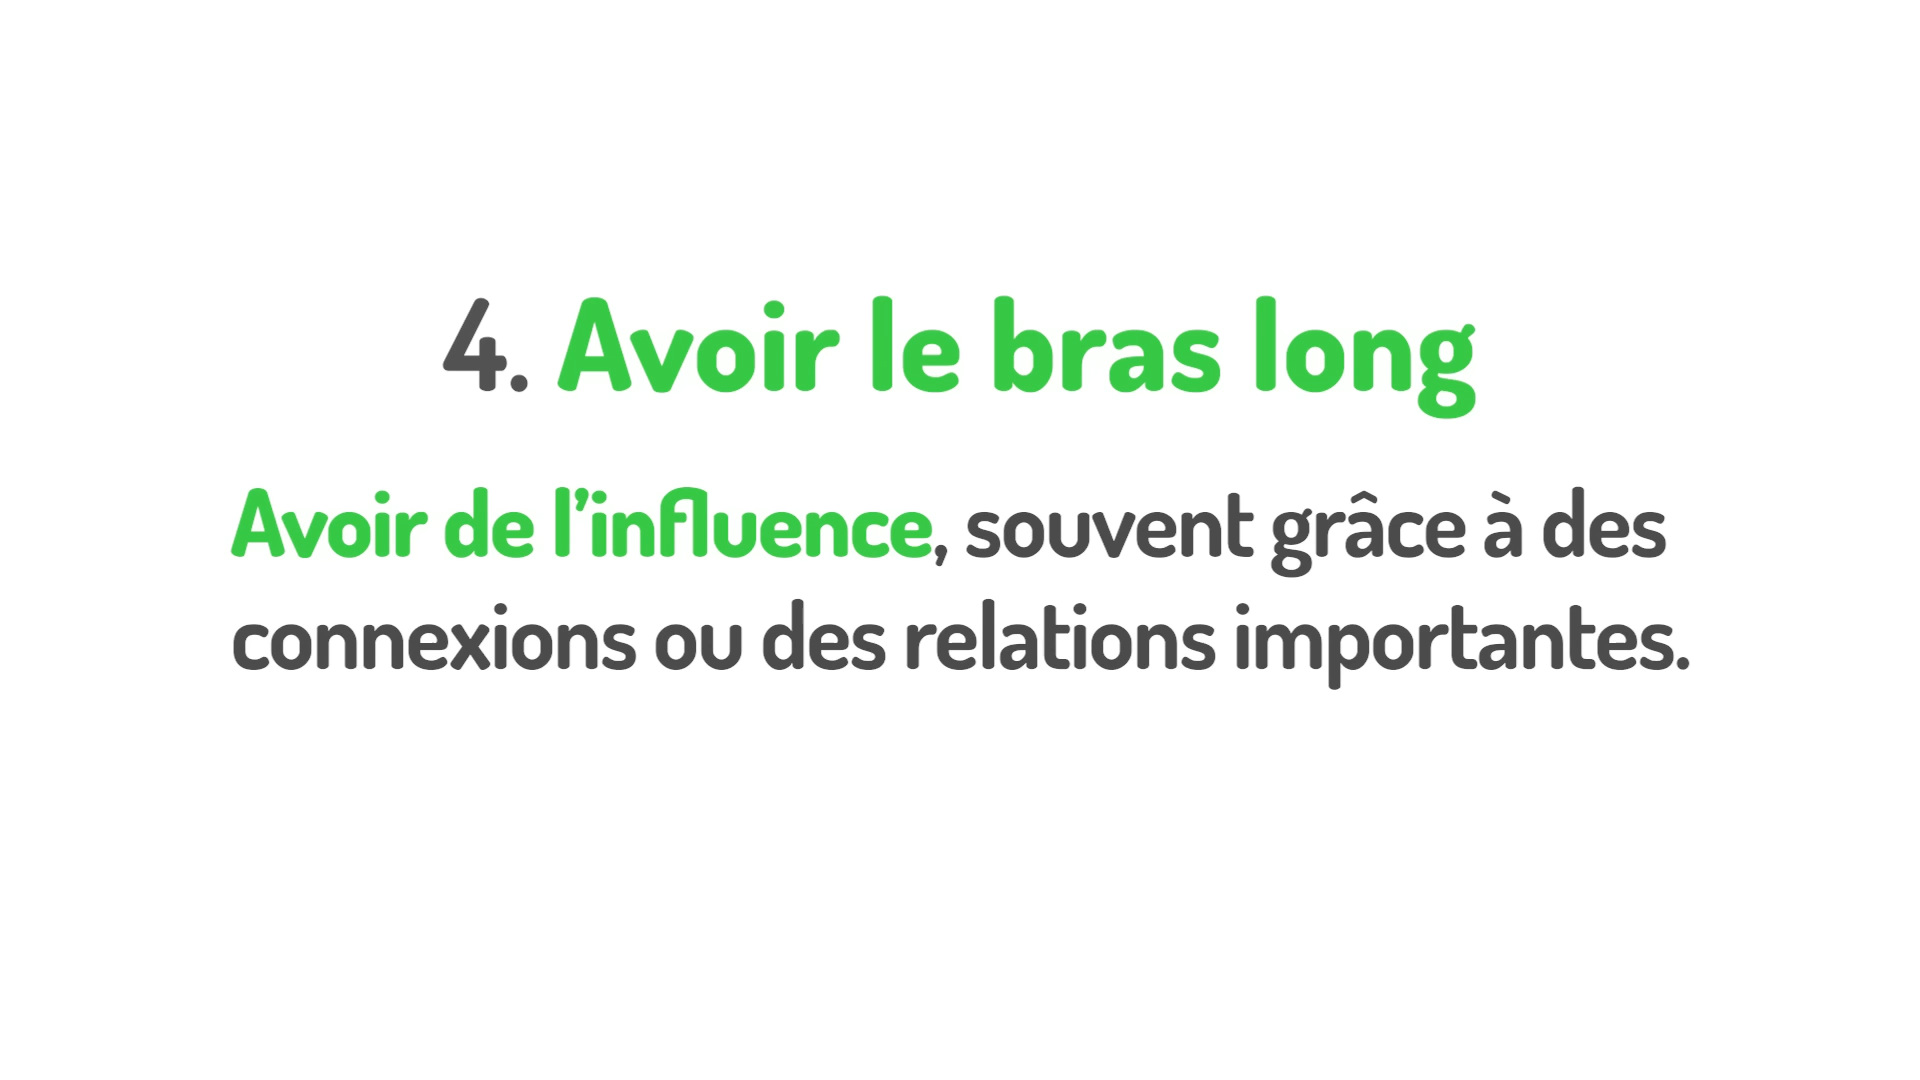 4. Avoir le bras long
Avoir de l’influence, souvent grâce à des
connexions ou des relations importantes.